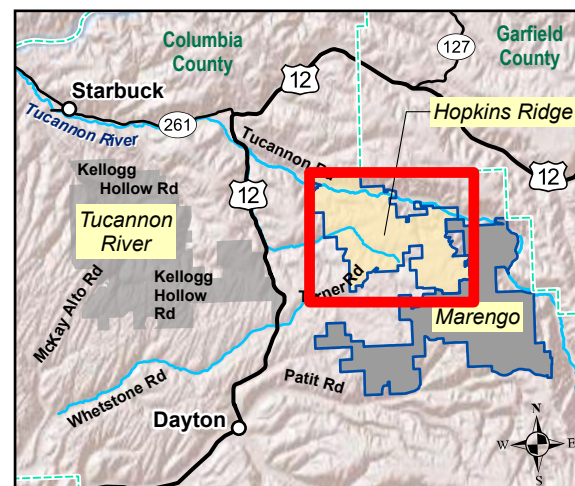 Columbia
County
Garfield
County
127
12
Starbuck
Hopkins Ridge
261
Tucannon River
Tucannon R
12
12
Kellogg
Hollow Rd
Tucannon
River
Kellogg
Hollow
Rd
McKay Alto Rd
Turner Rd
Marengo
Whetstone Rd
Patit Rd
Dayton
N
W E
S